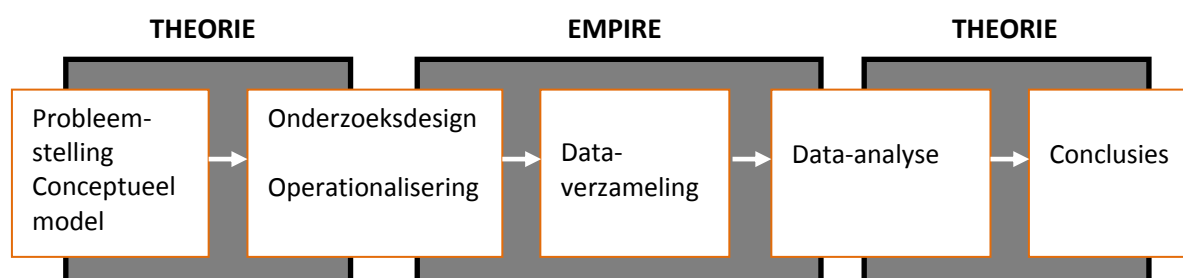 THEORIE
EMPIRE
THEORIE
Probleem-
stelling
Conceptueel
model
Onderzoeksdesign
Operationalisering
Data-
verzameling
Data-analyse
Conclusies